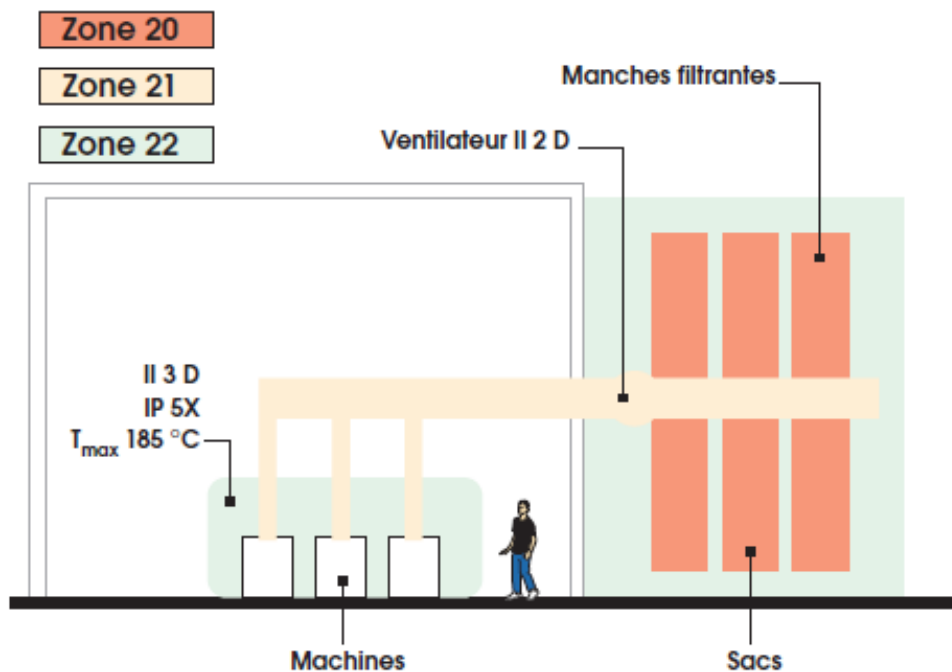 Zone 20
Zone 21
Zone 22
Manches filtrantes
Ventilateur II 2 D
II 3 D
IP 5X
Tmax 185 °C
Machines
Sacs